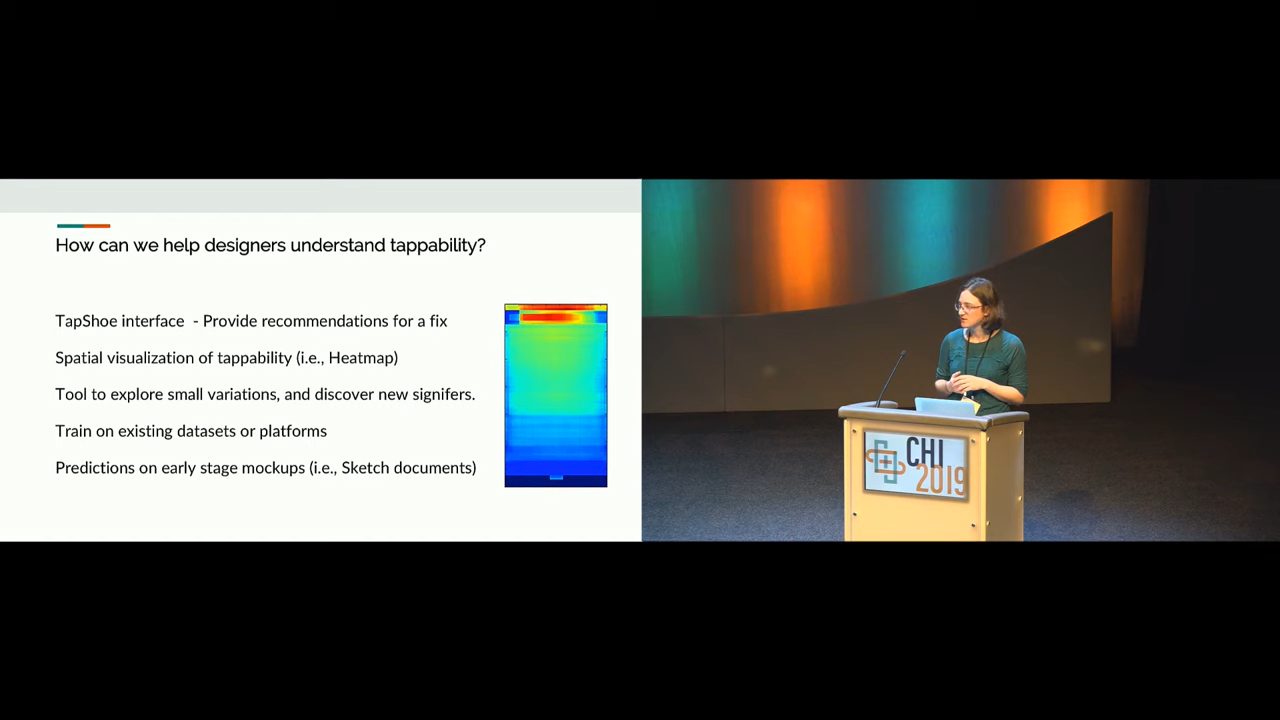 How can we help designers understand tappability?
TapShoe interface - Provide recommendations for a fix
Spatial visualization of tappability (i.e., Heatmap)
Tool to explore small variations, and discover new signifers.
Train on existing datasets or platforms
Predictions on early stage mockups (i.e., Sketch documents)
CHI
2019